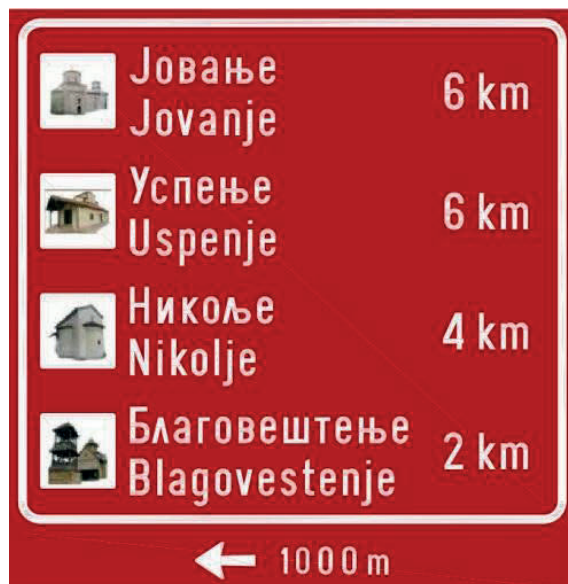 Јовање
Jovanje 6 km
Успење
Uspenje 6 km
Никоље
Nikolje 4 km
Благовештење
Blagovestenje 2 km
1000 m